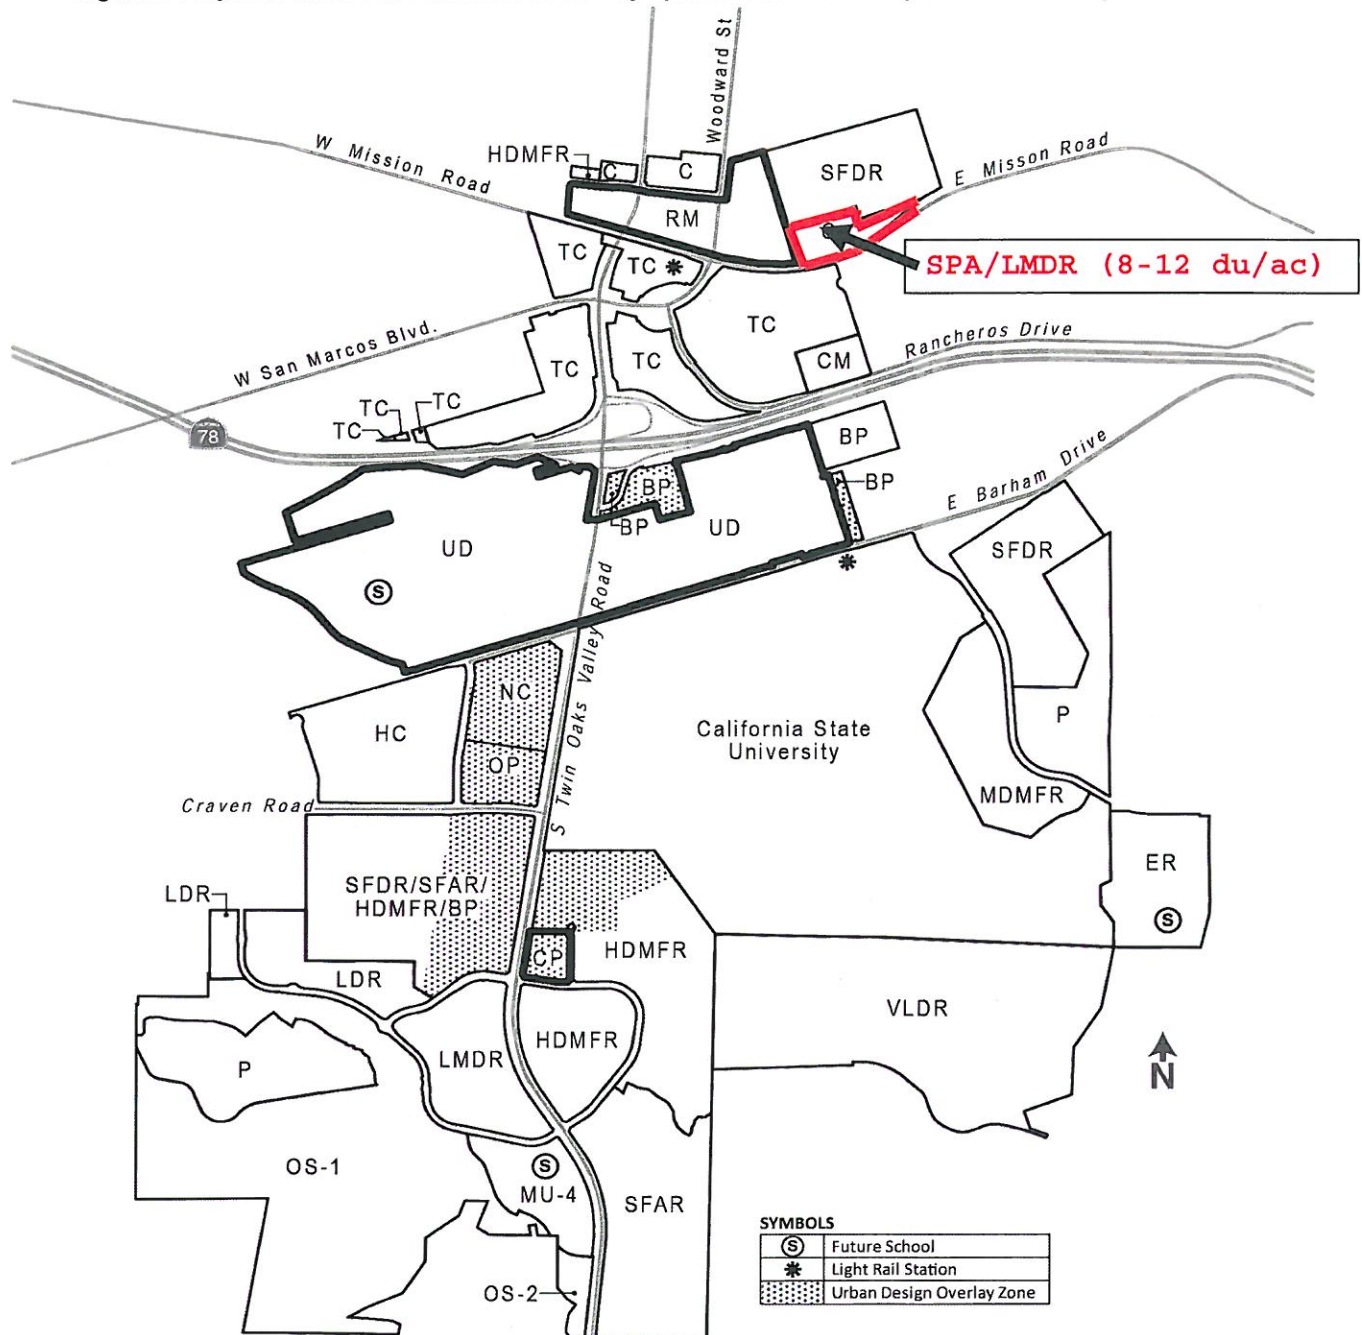 Woodward St
W Mission Road
HDMFR
C
C
SFDR
E Misson Road
RM
TC
TC
SPA/LMDR (8-12 du/ac)
TC
W San Marcos Blvd.
TC
TC
CM
Rancheros Drive
TC
TC
TC
78
BP
BP
BP
BP
UD
UD
E Barham Drive
SFDR
S
S Twin Oaks Valley Road
NC
HC
OP
California State
University
P
MDMFR
Craven Road
ER
S
SFDR/SFAR/
HDMFR/BP
LDR
CP
HDMFR
LDR
VLDR
HDMFR
LMDR
P
N
OS-1
S
MU-4
SFAR
OS-2
SYMBOLS
S Future School
Light Rail Station
Urban Design Overlay Zone